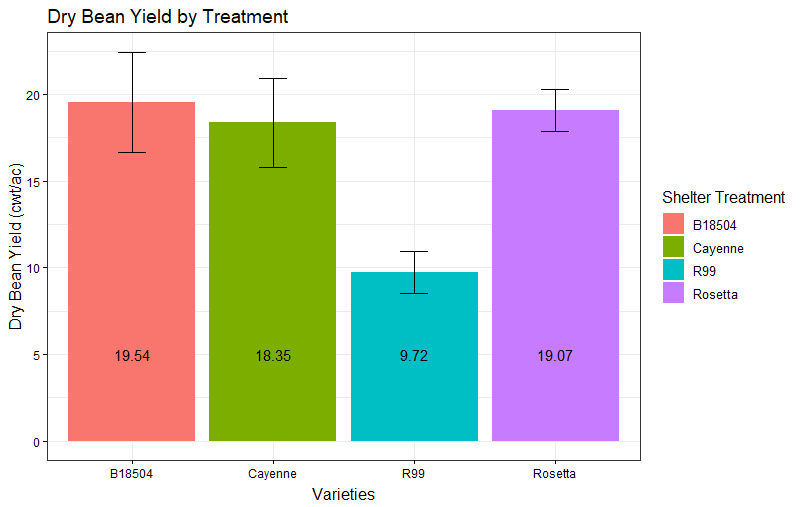 Dry Bean Yield by Treatment
Dry Bean Yield (cwt/ac)
20
15
10
5
0
19.54
18.35
9.72
19.07
B18504
Cayenne
R99
Rosetta
Varieties
Shelter Treatment
B18504
Cayenne
R99
Rosetta